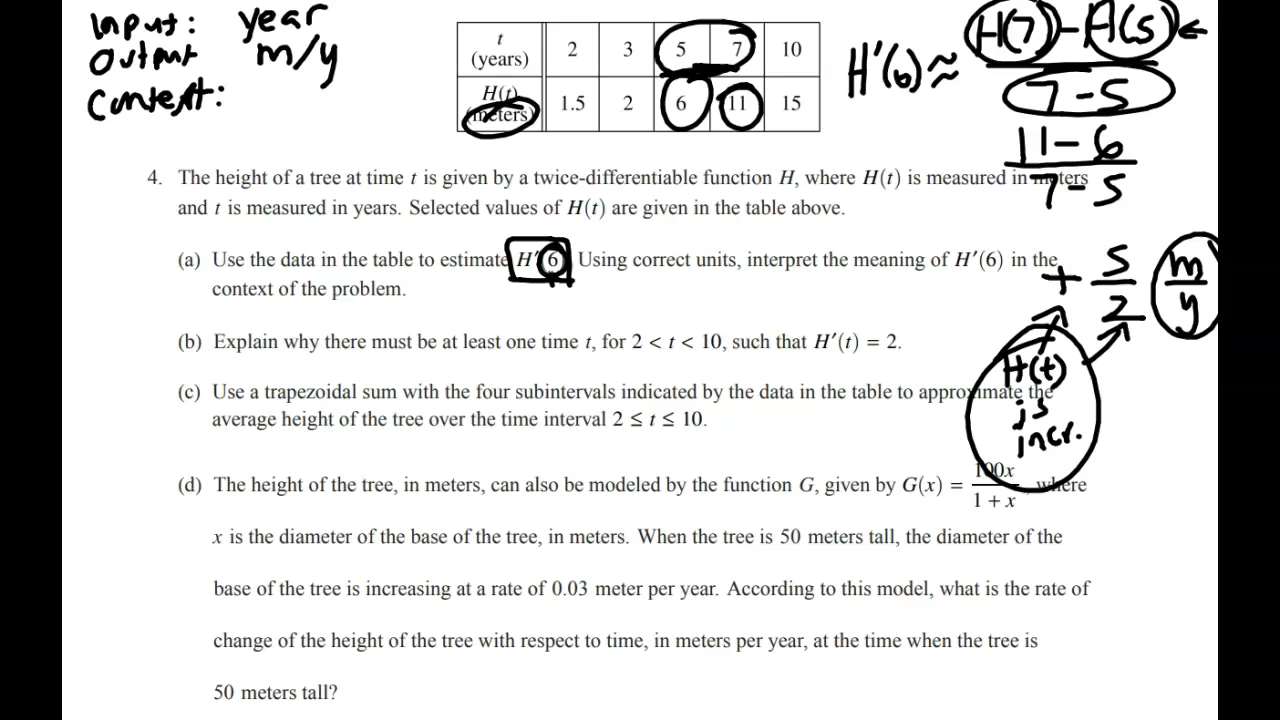 Input: year
Output m/y
Context:
t (years) 2 3 5 7 10
H(t) (meters) 1.5 2 6 11 15
H'(6) ≈ H(7) - H(5) ←
7 - 5
11 - 6
7 - 5
4. The height of a tree at time t is given by a twice-differentiable function H, where H(t) is measured in meters
and t is measured in years. Selected values of H(t) are given in the table above.
(a) Use the data in the table to estimate H'(6). Using correct units, interpret the meaning of H'(6) in the
context of the problem.
+ 5/2 m/y
(b) Explain why there must be at least one time t, for 2 < t < 10, such that H'(t) = 2.
H(t)
is
incr.
(c) Use a trapezoidal sum with the four subintervals indicated by the data in the table to approximate the
average height of the tree over the time interval 2 ≤ t ≤ 10.
(d) The height of the tree, in meters, can also be modeled by the function G, given by G(x) = 100x/(1 + x), where
x is the diameter of the base of the tree, in meters. When the tree is 50 meters tall, the diameter of the
base of the tree is increasing at a rate of 0.03 meter per year. According to this model, what is the rate of
change of the height of the tree with respect to time, in meters per year, at the time when the tree is
50 meters tall?